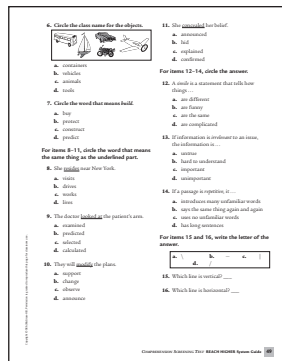 6. Circle the class name for the objects.
a. containers
b. vehicles
c. animals
d. tools
7. Circle the word that means build.
a. buy
b. protect
c. construct
d. predict
For items 8–11, circle the word that means
the same thing as the underlined part.
8. She resides near New York.
a. visits
b. drives
c. works
d. lives
9. The doctor looked at the patient's arm.
a. examined
b. predicted
c. selected
d. calculated
10. They will modify the plans.
a. support
b. change
c. observe
d. announce
11. She concealed her belief.
a. announced
b. hid
c. explained
d. confirmed
For items 12–14, circle the answer.
12. A simile is a statement that tells how
things…
a. are different
b. are funny
c. are the same
d. are complicated
13. If information is irrelevant to an issue,
the information is…
a. untrue
b. hard to understand
c. important
d. unimportant
14. If a passage is repetitive, it…
a. introduces many unfamiliar words
b. says the same thing again and again
c. uses no unfamiliar words
d. has long sentences
For items 15 and 16, write the letter of the
answer.
a. \ b. – c. |
d. /
15. Which line is vertical? ___
16. Which line is horizontal? ___
Comprehension Screening Test REACH HIGHER System Guide 49